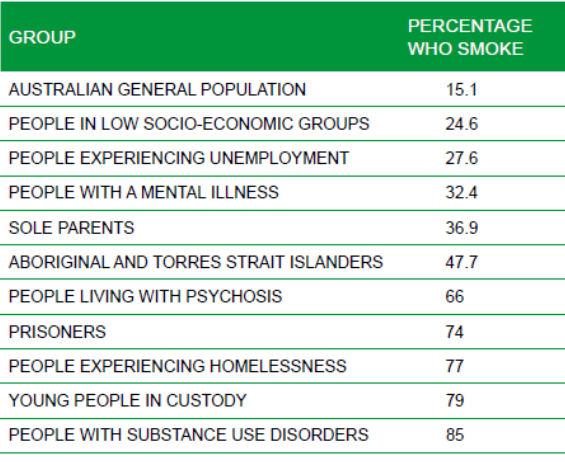 GROUP PERCENTAGE WHO SMOKE
AUSTRALIAN GENERAL POPULATION 15.1
PEOPLE IN LOW SOCIO-ECONOMIC GROUPS 24.6
PEOPLE EXPERIENCING UNEMPLOYMENT 27.6
PEOPLE WITH A MENTAL ILLNESS 32.4
SOLE PARENTS 36.9
ABORIGINAL AND TORRES STRAIT ISLANDERS 47.7
PEOPLE LIVING WITH PSYCHOSIS 66
PRISONERS 74
PEOPLE EXPERIENCING HOMELESSNESS 77
YOUNG PEOPLE IN CUSTODY 79
PEOPLE WITH SUBSTANCE USE DISORDERS 85